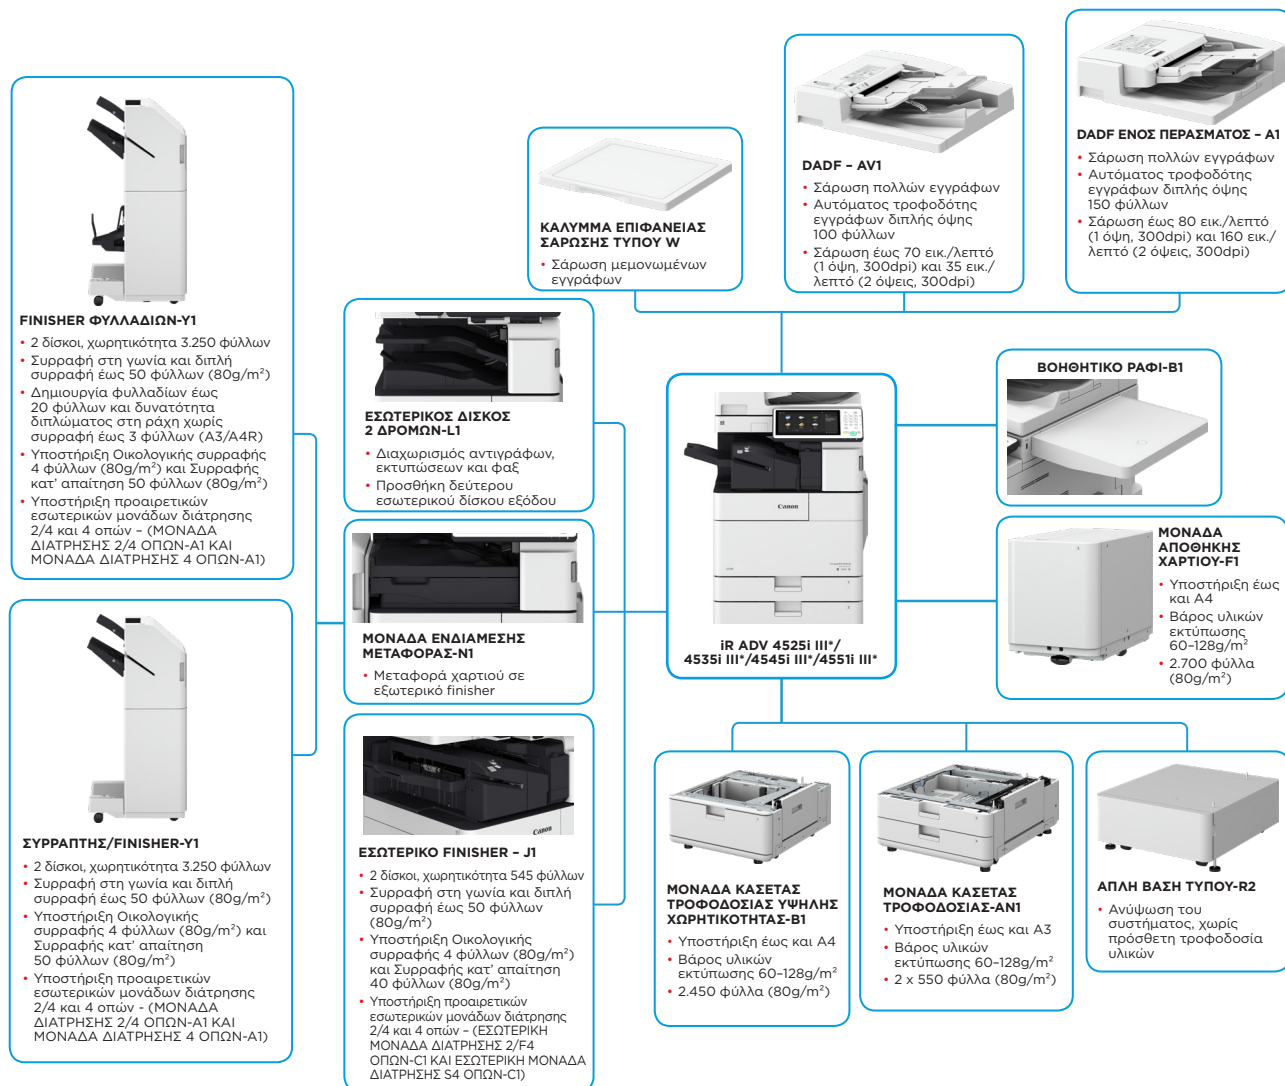 FINISHER ΦΥΛΛΑΔΙΩΝ-Y1
• 2 δίσκοι, χωρητικότητα 3.250 φύλλων
• Συρραφή στη γωνία και διπλή
συρραφή έως 50 φύλλων (80g/m²)
• Δημιουργία φυλλαδίων έως
20 φύλλων και δυνατότητα
διπλώματος στη ράχη χωρίς
συρραφή έως 3 φύλλων (A3/A4R)
• Υποστήριξη Οικολογικής συρραφής
4 φύλλων (80g/m²) και Συρραφής
κατ’ απαίτηση 50 φύλλων (80g/m²)
• Υποστήριξη προαιρετικών
εσωτερικών μονάδων διάτρησης
2/4 και 4 οπών – (ΜΟΝΑΔΑ
ΔΙΑΤΡΗΣΗΣ 2/4 ΟΠΩΝ-A1 ΚΑΙ
ΜΟΝΑΔΑ ΔΙΑΤΡΗΣΗΣ 4 ΟΠΩΝ-A1)
ΣΥΡΡΑΠΤΗΣ/FINISHER-Y1
• 2 δίσκοι, χωρητικότητα 3.250 φύλλων
• Συρραφή στη γωνία και διπλή
συρραφή έως 50 φύλλων (80g/m²)
• Υποστήριξη Οικολογικής
συρραφής 4 φύλλων (80g/m²) και
Συρραφής κατ’ απαίτηση
50 φύλλων (80g/m²)
• Υποστήριξη προαιρετικών
εσωτερικών μονάδων διάτρησης
2/4 και 4 οπών - (ΜΟΝΑΔΑ
ΔΙΑΤΡΗΣΗΣ 2/4 ΟΠΩΝ-A1 ΚΑΙ
ΜΟΝΑΔΑ ΔΙΑΤΡΗΣΗΣ 4 ΟΠΩΝ-A1)
ΕΣΩΤΕΡΙΚΟΣ ΔΙΣΚΟΣ
2 ΔΡΟΜΩΝ-L1
• Διαχωρισμός αντιγράφων,
εκτυπώσεων και φαξ
• Προσθήκη δεύτερου
εσωτερικού δίσκου εξόδου
ΜΟΝΑΔΑ ΕΝΔΙΑΜΕΣΗΣ
ΜΕΤΑΦΟΡΑΣ-N1
• Μεταφορά χαρτιού σε
εξωτερικό finisher
Canon
ΕΣΩΤΕΡΙΚΟ FINISHER – J1
• 2 δίσκοι, χωρητικότητα 545 φύλλων
• Συρραφή στη γωνία και διπλή
συρραφή έως 50 φύλλων
(80g/m²)
• Υποστήριξη Οικολογικής
συρραφής 4 φύλλων (80g/m²)
και Συρραφής κατ’ απαίτηση
40 φύλλων (80g/m²)
• Υποστήριξη προαιρετικών
εσωτερικών μονάδων διάτρησης
2/4 και 4 οπών – (ΕΣΩΤΕΡΙΚΗ
ΜΟΝΑΔΑ ΔΙΑΤΡΗΣΗΣ 2/F4
ΟΠΩΝ-C1 ΚΑΙ ΕΣΩΤΕΡΙΚΗ ΜΟΝΑΔΑ
ΔΙΑΤΡΗΣΗΣ S4 ΟΠΩΝ-C1)
ΚΑΛΥΜΜΑ ΕΠΙΦΑΝΕΙΑΣ
ΣΑΡΩΣΗΣ ΤΥΠΟΥ W
• Σάρωση μεμονωμένων
εγγράφων
DADF – AV1
• Σάρωση πολλών εγγράφων
• Αυτόματος τροφοδότης
εγγράφων διπλής όψης
100 φύλλων
• Σάρωση έως 70 εικ./λεπτό
(1 όψη, 300dpi) και 35 εικ./
λεπτό (2 όψεις, 300dpi)
DADF ΕΝΟΣ ΠΕΡΑΣΜΑΤΟΣ – A1
• Σάρωση πολλών εγγράφων
• Αυτόματος τροφοδότης
εγγράφων διπλής όψης
150 φύλλων
• Σάρωση έως 80 εικ./λεπτό
(1 όψη, 300dpi) και 160 εικ./
λεπτό (2 όψεις, 300dpi)
Canon
iR ADV 4525i III*/
4535i III*/4545i III*/4551i III*
ΒΟΗΘΗΤΙΚΟ ΡΑΦΙ-B1
ΜΟΝΑΔΑ
ΑΠΟΘΗΚΗΣ
ΧΑΡΤΙΟΥ-F1
• Υποστήριξη έως
και A4
• Βάρος υλικών
εκτύπωσης
60–128g/m²
• 2.700 φύλλα
(80g/m²)
ΜΟΝΑΔΑ ΚΑΣΕΤΑΣ
ΤΡΟΦΟΔΟΣΙΑΣ ΥΨΗΛΗΣ
ΧΩΡΗΤΙΚΟΤΗΤΑΣ-B1
• Υποστήριξη έως και A4
• Βάρος υλικών
εκτύπωσης 60–128g/m²
• 2.450 φύλλα (80g/m²)
ΜΟΝΑΔΑ ΚΑΣΕΤΑΣ
ΤΡΟΦΟΔΟΣΙΑΣ-AN1
• Υποστήριξη έως και A3
• Βάρος υλικών
εκτύπωσης 60–128g/m²
• 2 x 550 φύλλα (80g/m²)
ΑΠΛΗ ΒΑΣΗ ΤΥΠΟΥ-R2
• Ανύψωση του
συστήματος, χωρίς
πρόσθετη τροφοδοσία
υλικών